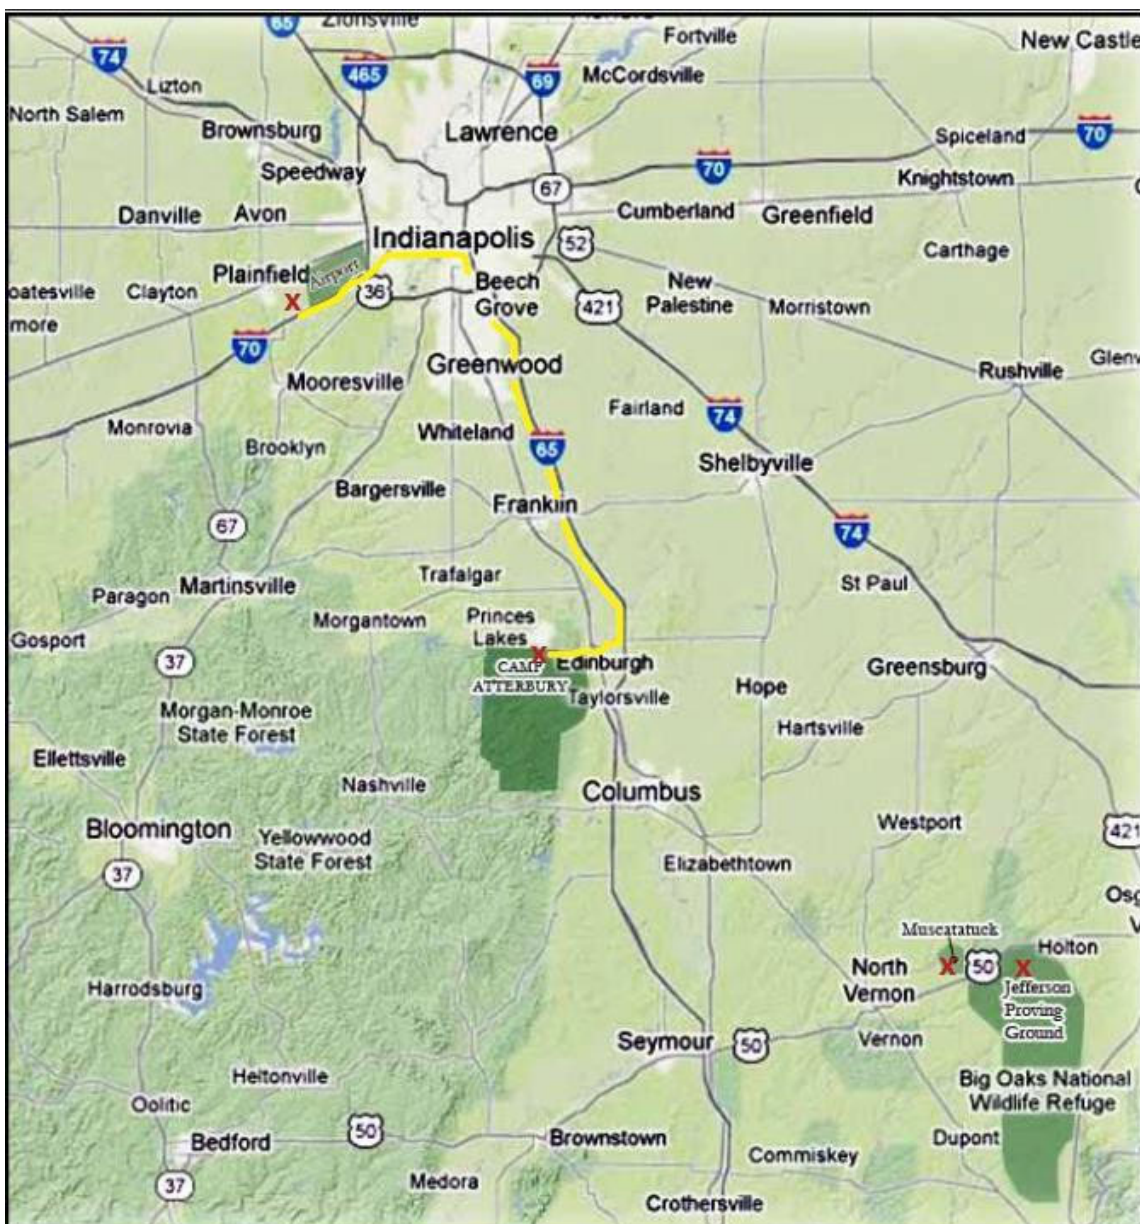 65
Zionsville
Fortville
New Castle
74
Lizton
465
69
McCordsville
North Salem
Brownsburg
Lawrence
Spiceland
70
Speedway
70
Knightstown
67
Danville
Avon
Cumberland
Greenfield
Indianapolis
52
Carthage
Plainfield
Airport
oatesville
Clayton
36
Beech
Grove
New
Palestine
Morristown
421
more
70
Greenwood
Mooresville
Rushville
Glenw
Fairland
74
Monrovia
Brooklyn
Whiteland
65
Shelbyville
Bargersville
Franklin
67
74
Martinsville
Trafalgar
St Paul
Paragon
Morgantown
Princes
Lakes
Gosport
37
Edinburgh
Greensburg
CAMP
ATTERBURY
Taylorsville
Hope
Morgan-Monroe
State Forest
Hartsville
Ellettsville
Nashville
Columbus
Bloomington
Yellowwood
State Forest
Westport
421
Elizabethtown
37
Osg
V
Muscatatuck
Holton
North
Vernon
50
Harrodsburg
Jefferson
Proving
Ground
Seymour
50
Vernon
Heltonville
Big Oaks National
Wildlife Refuge
Oolitic
Bedford
50
Brownstown
Dupont
Commiskey
37
Medora
Crothersville